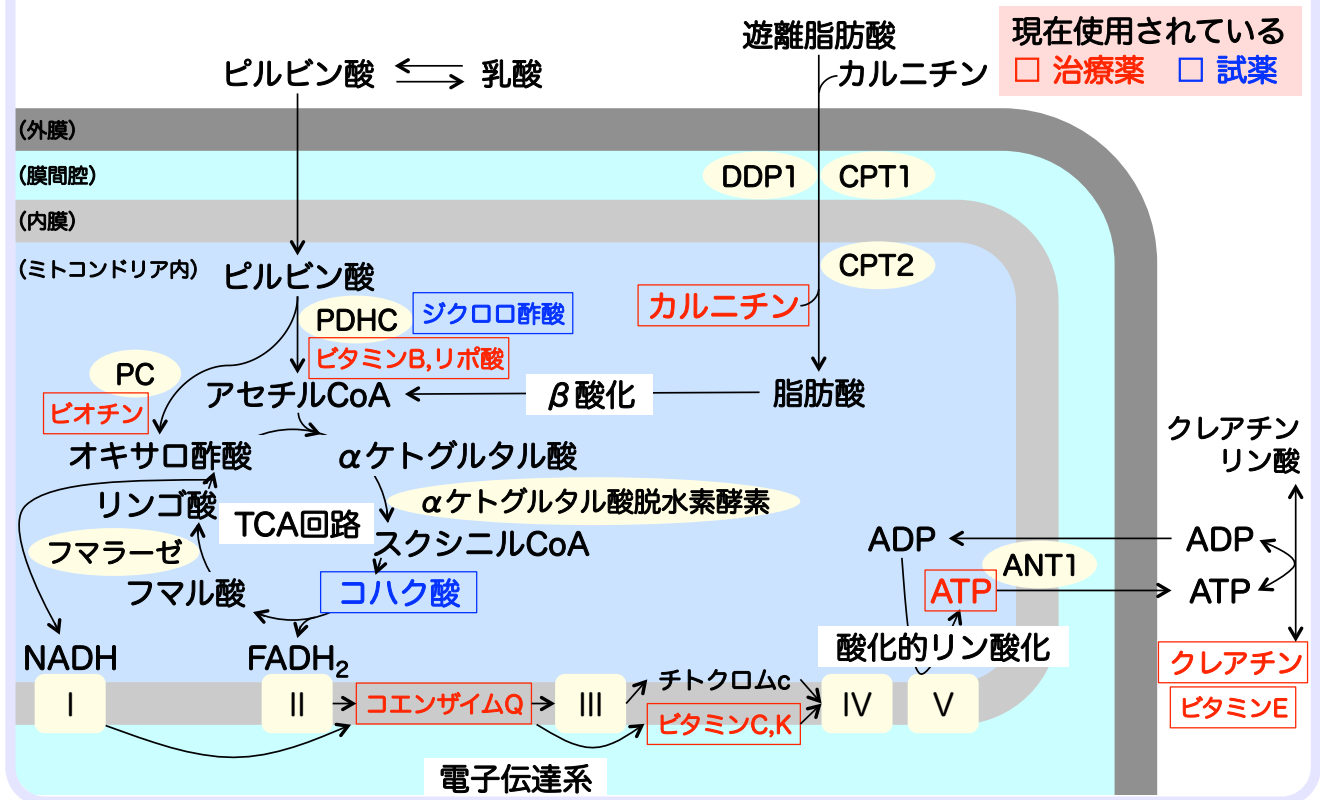 遊離脂肪酸
現在使用されている
□ 治療薬 □ 試薬
ピルビン酸
乳酸
カルニチン
(外膜)
(膜間腔)
DDP1
CPT1
(内膜)
(ミトコンドリア内)
ピルビン酸
CPT2
カルニチン
PDHC
ジクロロ酢酸
ビタミンB,リポ酸
PC
ビオチン
アセチルCoA
β酸化
脂肪酸
オキサロ酢酸
αケトグルタル酸
クレアチン
リン酸
リンゴ酸
TCA回路
αケトグルタル酸脱水素酵素
フマラーゼ
スクシニルCoA
ADP
ANT1
ADP
フマル酸
コハク酸
ATP
ATP
NADH
FADH2
酸化的リン酸化
クレアチン
ビタミンE
I
II
コエンザイムQ
III
チトクロムc
ビタミンC,K
IV
V
電子伝達系